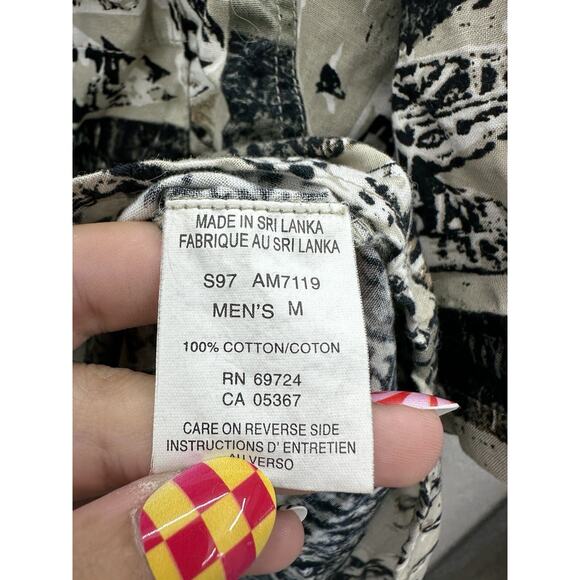 MADE IN SRI LANKA
FABRIQUE AU SRI LANKA
S97 AM7119
MEN'S M
100% COTTON/COTON
RN 69724
CA 05367
CARE ON REVERSE SIDE
INSTRUCTIONS D' ENTRETIEN
AU VERSO